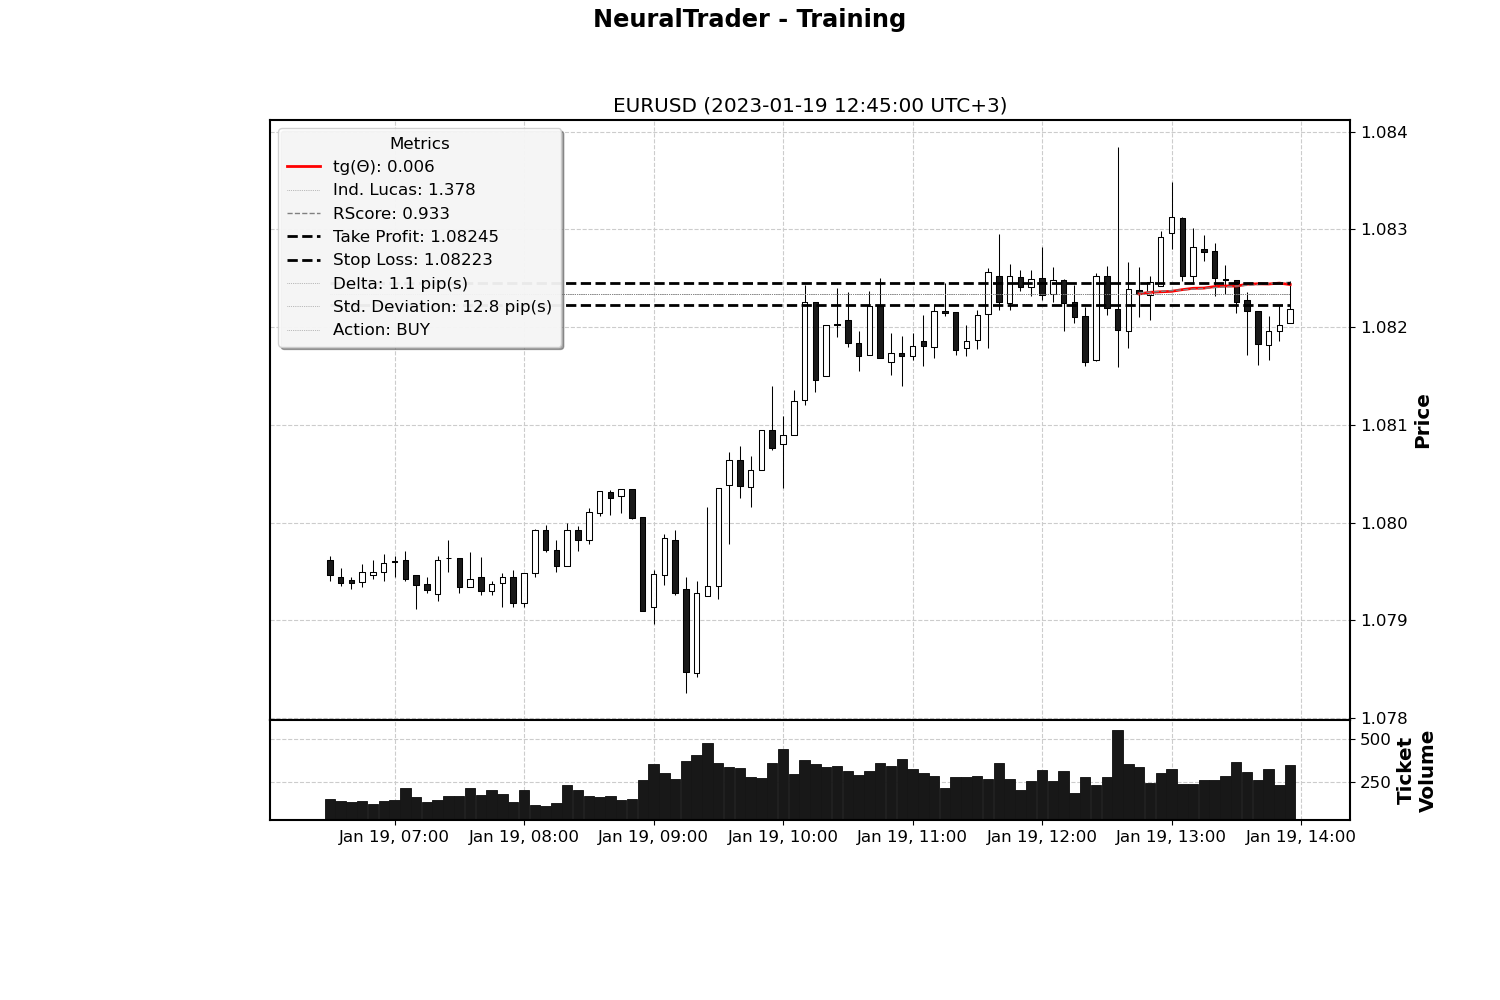 NeuralTrader - Training
EURUSD (2023-01-19 12:45:00 UTC+3)
Metrics
tg(Θ): 0.006
Ind. Lucas: 1.378
RScore: 0.933
Take Profit: 1.08245
Stop Loss: 1.08223
Delta: 1.1 pip(s)
Std. Deviation: 12.8 pip(s)
Action: BUY
1.084
1.083
1.082
1.081
1.080
1.079
1.078
Price
500
250
Ticket
Volume
Jan 19, 07:00
Jan 19, 08:00
Jan 19, 09:00
Jan 19, 10:00
Jan 19, 11:00
Jan 19, 12:00
Jan 19, 13:00
Jan 19, 14:00